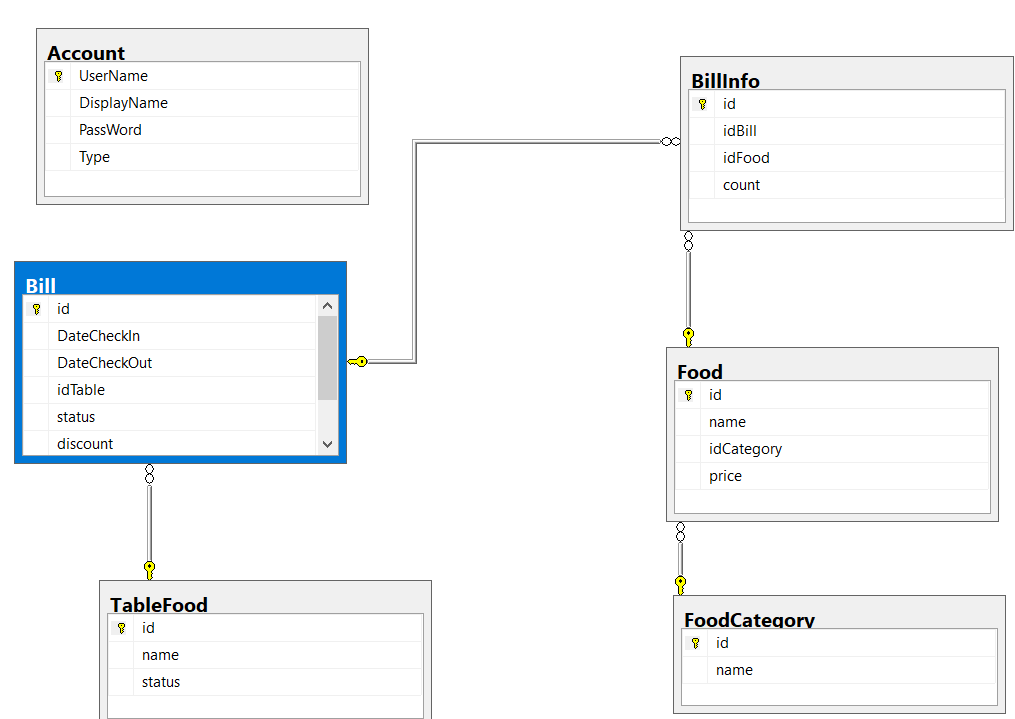 Account
UserName
DisplayName
PassWord
Type
BillInfo
id
idBill
idFood
count
Bill
id
DateCheckIn
DateCheckOut
idTable
status
discount
Food
id
name
idCategory
price
TableFood
id
name
status
FoodCategory
id
name